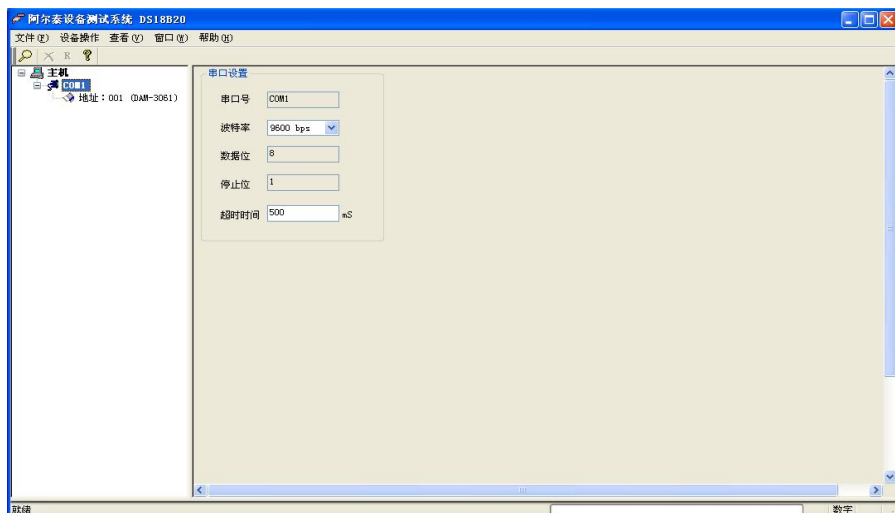 阿尔泰设备测试系统 DS18B20
文件(F) 设备操作 查看(V) 窗口(W) 帮助(H)
R
主机
COM1
地址：001 (DAM-3061)
串口设置
串口号 COM1
波特率 9600 bps
数据位 8
停止位 1
超时时间 500 mS
就绪 数字